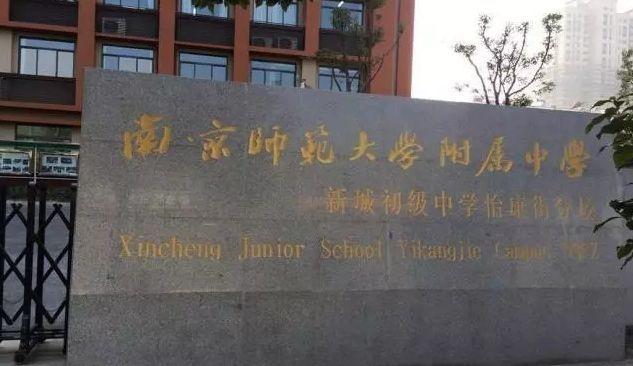 南京师范大学附属中学
新城初级中学怡康街分校
Xincheng Junior School Yikangjie Campus